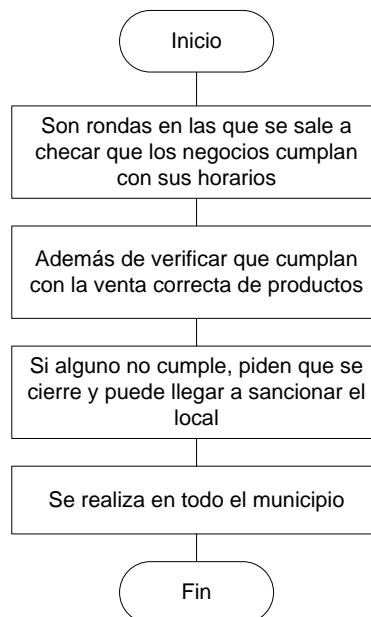 Inicio
Son rondas en las que se sale a
checar que los negocios cumplan
con sus horarios
Además de verificar que cumplan
con la venta correcta de productos
Si alguno no cumple, piden que se
cierre y puede llegar a sancionar el
local
Se realiza en todo el municipio
Fin